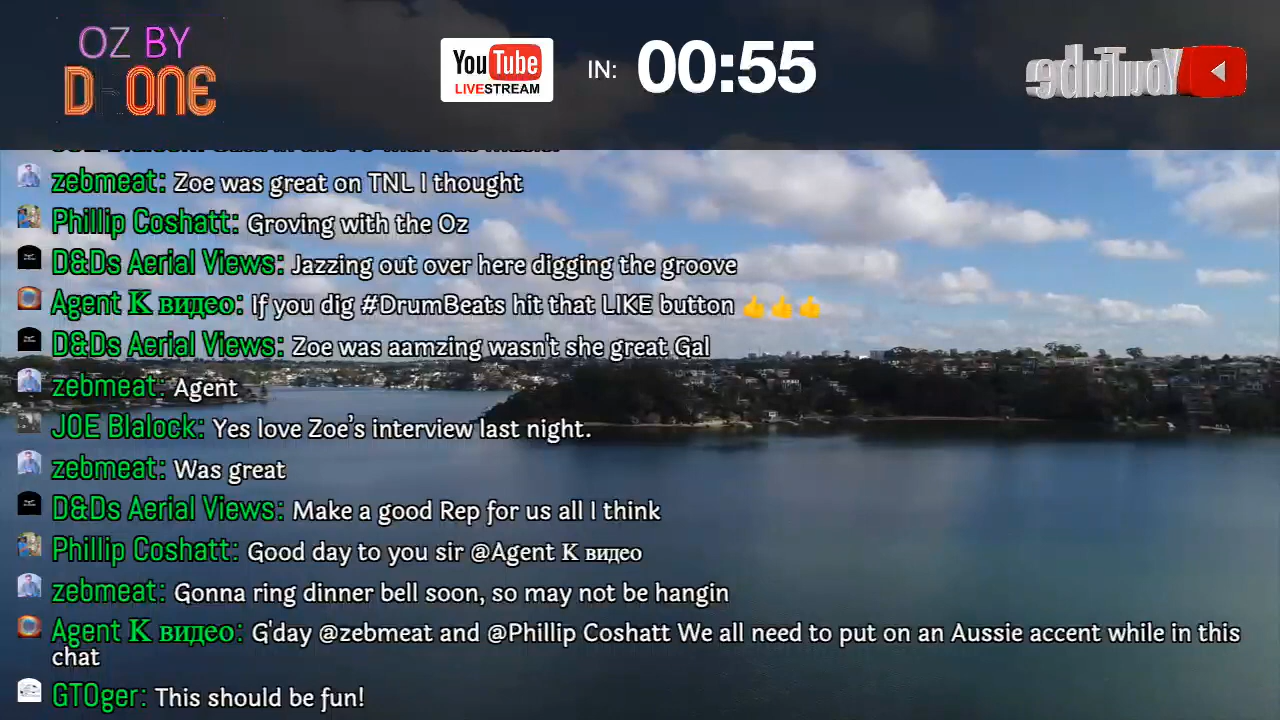 OZ BY
D ONE
YouTube
LIVESTREAM
IN: 00:55
YouTube
zebmeat: Zoe was great on TNL I thought
Phillip Coshatt: Groving with the Oz
D&Ds Aerial Views: Jazzing out over here digging the groove
Agent K видео: If you dig #DrumBeats hit that LIKE button 👍👍👍
D&Ds Aerial Views: Zoe was aamzing wasn't she great Gal
zebmeat: Agent
JOE Blalock: Yes love Zoe's interview last night.
zebmeat: Was great
D&Ds Aerial Views: Make a good Rep for us all I think
Phillip Coshatt: Good day to you sir @Agent K видео
zebmeat: Gonna ring dinner bell soon, so may not be hangin
Agent K видео: G'day @zebmeat and @Phillip Coshatt We all need to put on an Aussie accent while in this
chat
GTOger: This should be fun!